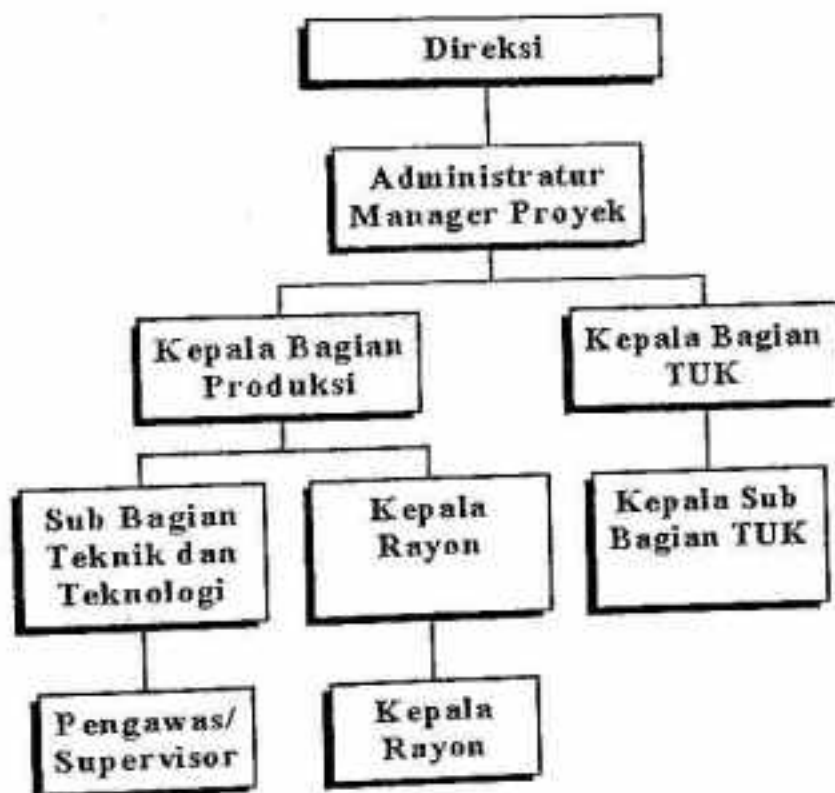 Direksi
Administratur
Manager Proyek
Kepala Bagian
Produksi
Kepala Bagian
TUK
Sub Bagian
Teknik dan
Teknologi
Kepala
Rayon
Kepala Sub
Bagian TUK
Pengawas/
Supervisor
Kepala
Rayon